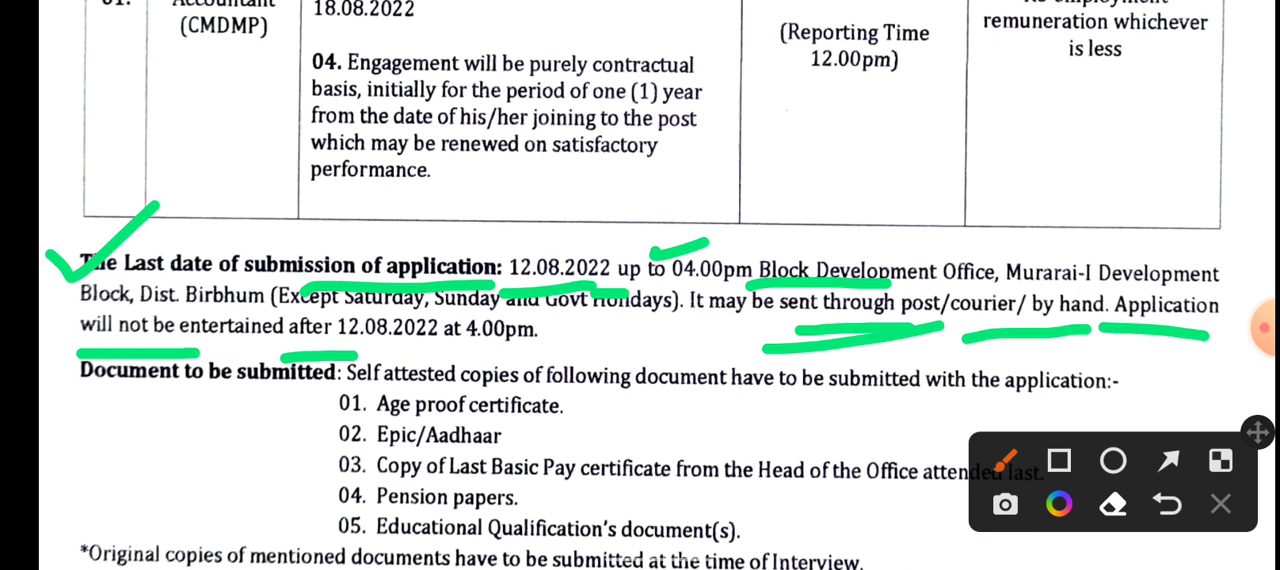 01. Accountant
(CMDMP)
18.08.2022
04. Engagement will be purely contractual
basis, initially for the period of one (1) year
from the date of his/her joining to the post
which may be renewed on satisfactory
performance.
(Reporting Time
12.00pm)
remuneration whichever
is less
The Last date of submission of application: 12.08.2022 up to 04.00pm Block Development Office, Murarai-I Development
Block, Dist. Birbhum (Except Saturday, Sunday and Govt Holidays). It may be sent through post/courier/ by hand. Application
will not be entertained after 12.08.2022 at 4.00pm.
Document to be submitted: Self attested copies of following document have to be submitted with the application:-
01. Age proof certificate.
02. Epic/Aadhaar
03. Copy of Last Basic Pay certificate from the Head of the Office attended last.
04. Pension papers.
05. Educational Qualification's document(s).
*Original copies of mentioned documents have to be submitted at the time of Interview.